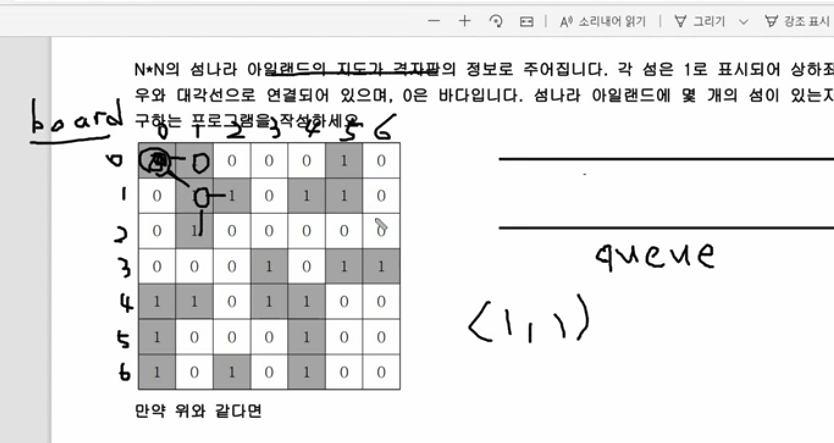 소리내어 읽기 그리기 강조 표시
N*N의 섬나라 아일랜드의 지도가 격자판의 정보로 주어집니다. 각 섬은 1로 표시되어 상하좌
우와 대각선으로 연결되어 있으며, 0은 바다입니다. 섬나라 아일랜드에 몇 개의 섬이 있는지
구하는 프로그램을 작성하세요
board
0 1 2 3 4 5 6
0 0 0 0 0 1 0
1 0 1 0 1 1 0
2 0 1 0 0 0 0 0
3 0 0 0 1 0 1 1
4 1 1 0 1 1 0 0
5 1 0 0 0 1 0 0
6 1 0 1 0 1 0 0
queue
(1, 1)
만약 위와 같다면